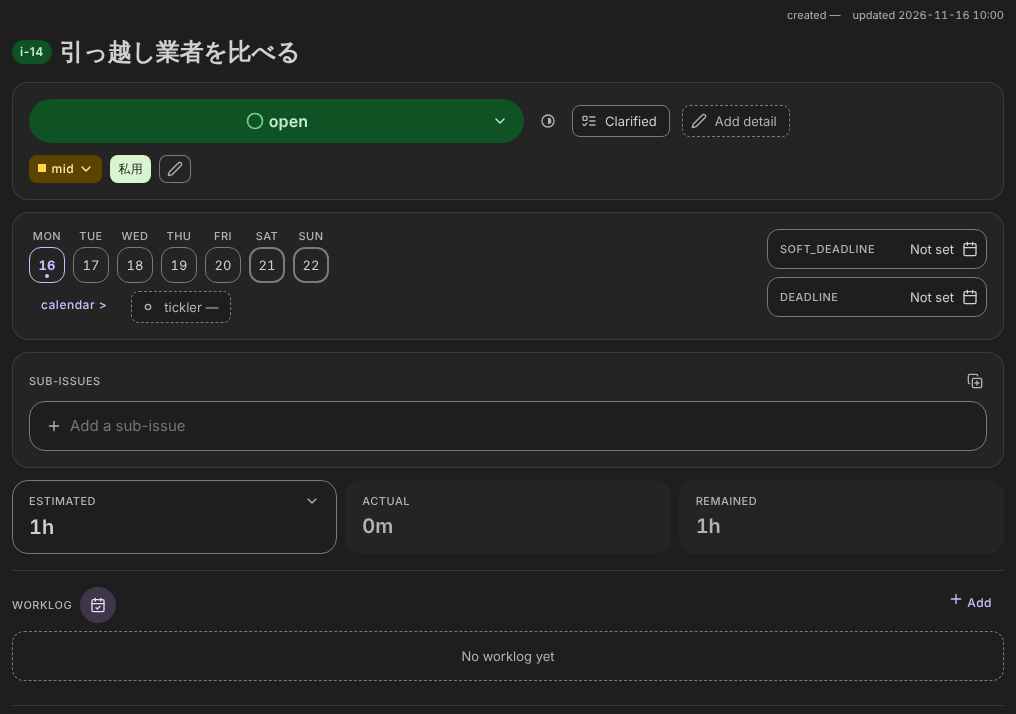 created — updated 2026-11-16 10:00
i-14 引っ越し業者を比べる
open
Clarified
Add detail
mid
私用
MON TUE WED THU FRI SAT SUN
16 17 18 19 20 21 22
calendar >
tickler —
SOFT_DEADLINE Not set
DEADLINE Not set
SUB-ISSUES
+ Add a sub-issue
ESTIMATED
1h
ACTUAL
0m
REMAINED
1h
WORKLOG
+ Add
No worklog yet